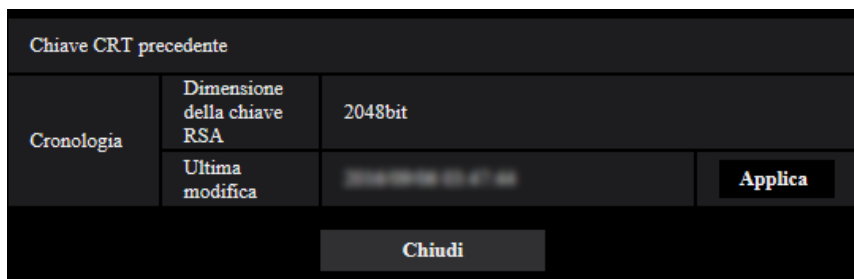 Chiave CRT precedente
Dimensione
della chiave
RSA
2048bit
Cronologia
Ultima
modifica
Applica
Chiudi